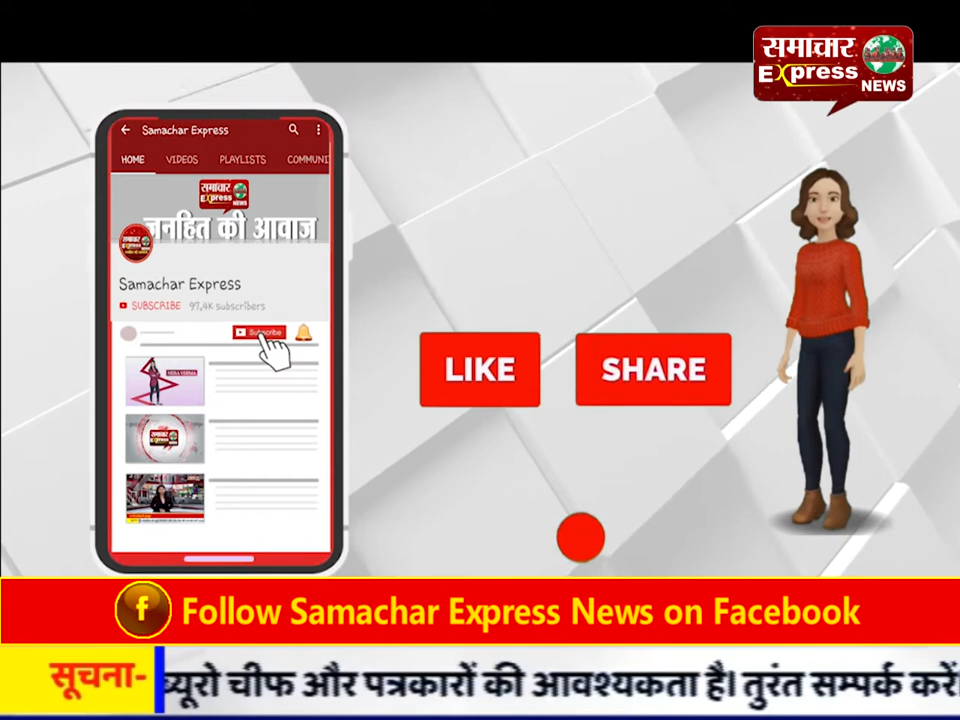 समाचार
Express
NEWS
Samachar Express
HOME VIDEOS PLAYLISTS COMMUNI
समाचार
Express
NEWS
जनहित की आवाज
Samachar Express
SUBSCRIBE 97.4K subscribers
Subscribe
LIKE SHARE
Follow Samachar Express News on Facebook
सूचना- ब्यूरो चीफ और पत्रकारों की आवश्यकता है। तुरंत सम्पर्क करें